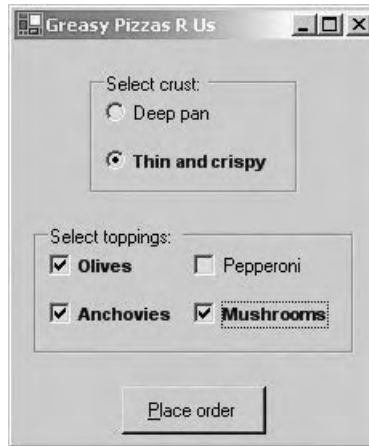 Greasy Pizzas R Us
Select crust:
Deep pan
Thin and crispy
Select toppings:
Olives
Pepperoni
Anchovies
Mushrooms
Place order